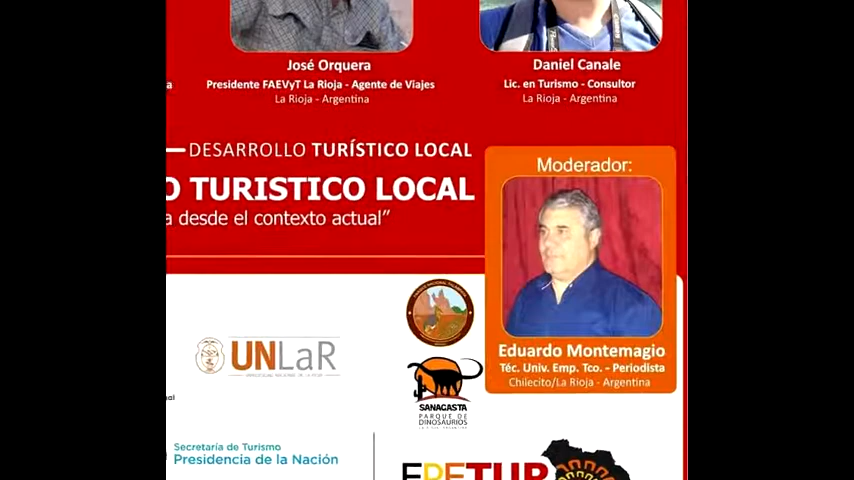 José Orquera
Presidente FAEVyT La Rioja - Agente de Viajes
La Rioja - Argentina
Daniel Canale
Lic. en Turismo - Consultor
La Rioja - Argentina
DESARROLLO TURÍSTICO LOCAL
O TURISTICO LOCAL
a desde el contexto actual”
Moderador:
Eduardo Montemagio
Téc. Univ. Emp. Tco. - Periodista
Chilecito/La Rioja - Argentina
UNLaR
SANAGASTA
PARQUE DE
DINOSAURIOS
Secretaría de Turismo
Presidencia de la Nación